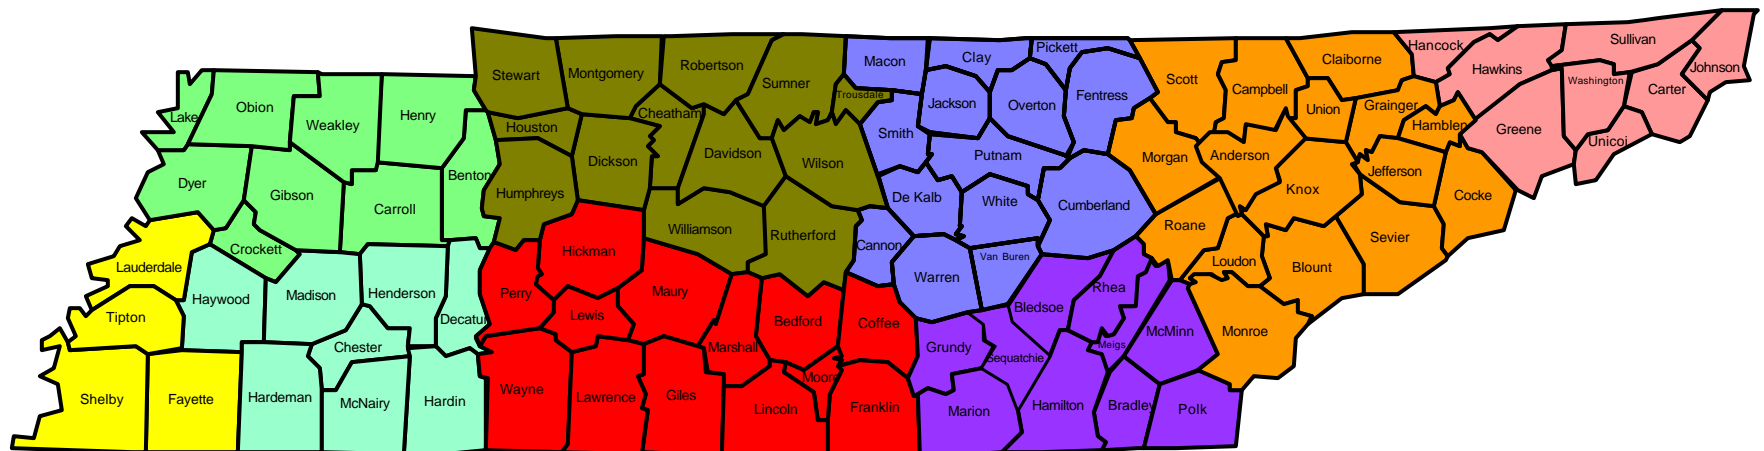 Lake
Obion
Weakley
Henry
Stewart
Montgomery
Robertson
Sumner
Trousdale
Macon
Clay
Pickett
Scott
Campbell
Claiborne
Hancock
Hawkins
Sullivan
Johnson
Washington
Carter
Greene
Unicoi
Dyer
Gibson
Carroll
Benton
Houston
Humphreys
Dickson
Cheatham
Davidson
Wilson
Smith
Jackson
Overton
Fentress
Putnam
Morgan
Anderson
Union
Grainger
Hamblen
Jefferson
Cocke
Knox
Crockett
Lauderdale
Haywood
Madison
Henderson
Decatur
Perry
Hickman
Williamson
Rutherford
Cannon
De Kalb
White
Cumberland
Warren
Van Buren
Roane
Loudon
Blount
Sevier
Tipton
Chester
Lewis
Maury
Marshall
Bedford
Coffee
Grundy
Sequatchie
Bledsoe
Rhea
Meigs
McMinn
Monroe
Shelby
Fayette
Hardeman
McNairy
Hardin
Wayne
Lawrence
Giles
Lincoln
Moore
Franklin
Marion
Hamilton
Bradley
Polk